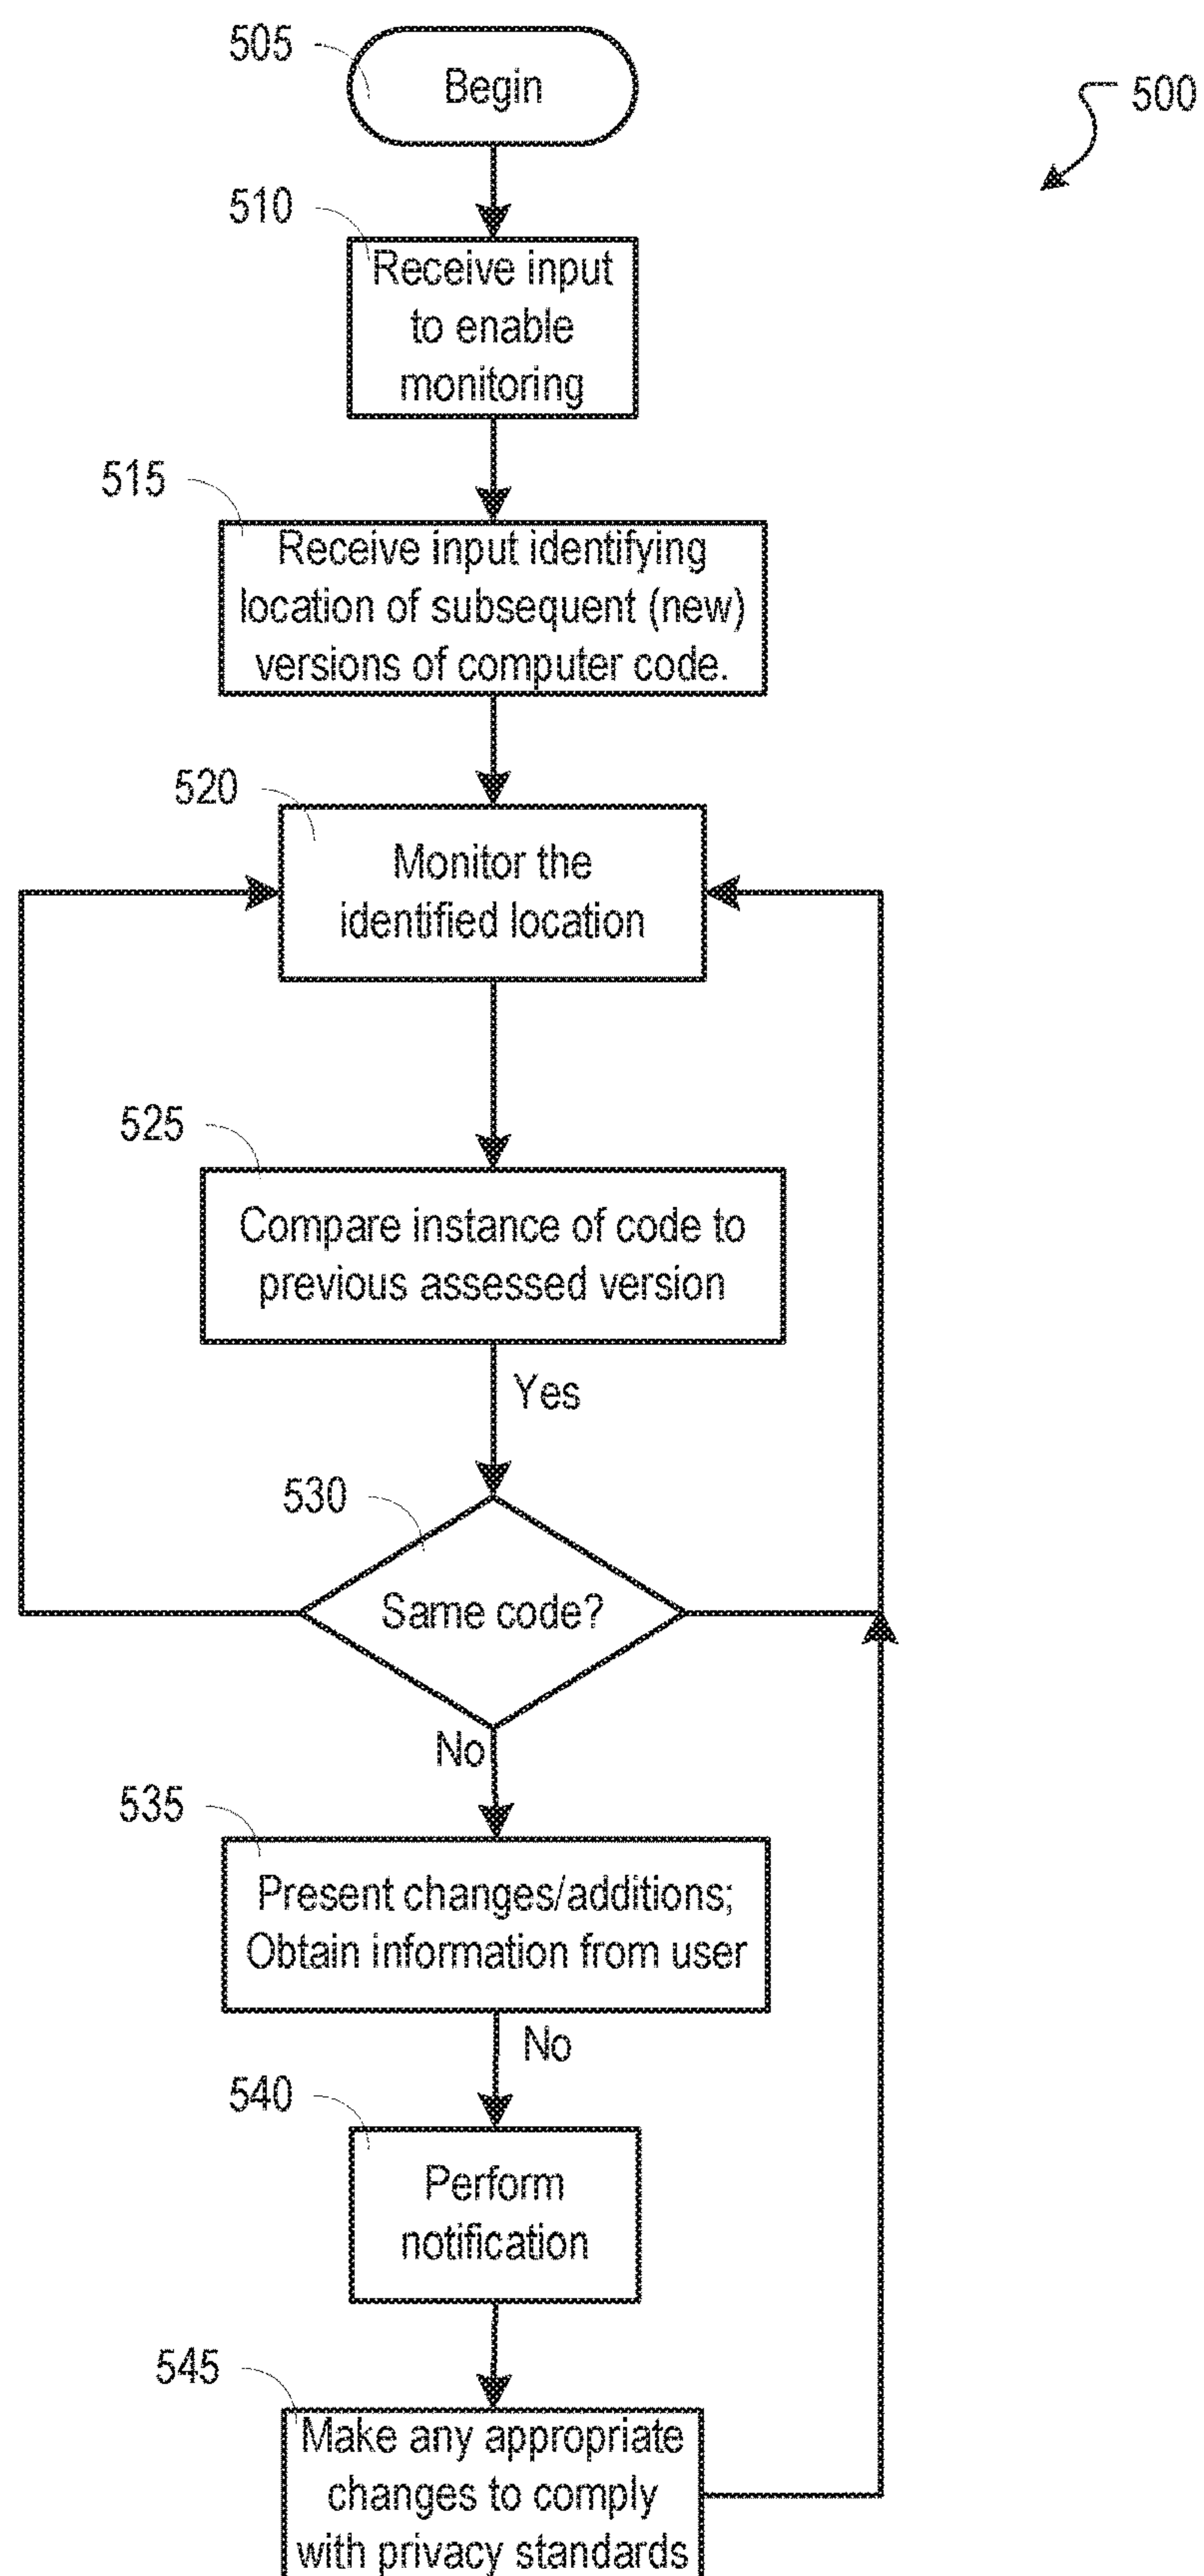 505
Begin
500
510
Receive input
to enable
monitoring
515
Receive input identifying
location of subsequent (new)
versions of computer code.
520
Monitor the
identified location
525
Compare instance of code to
previous assessed version
Yes
530
Same code?
No
535
Present changes/additions;
Obtain information from user
No
540
Perform
notification
545
Make any appropriate
changes to comply
with privacy standards